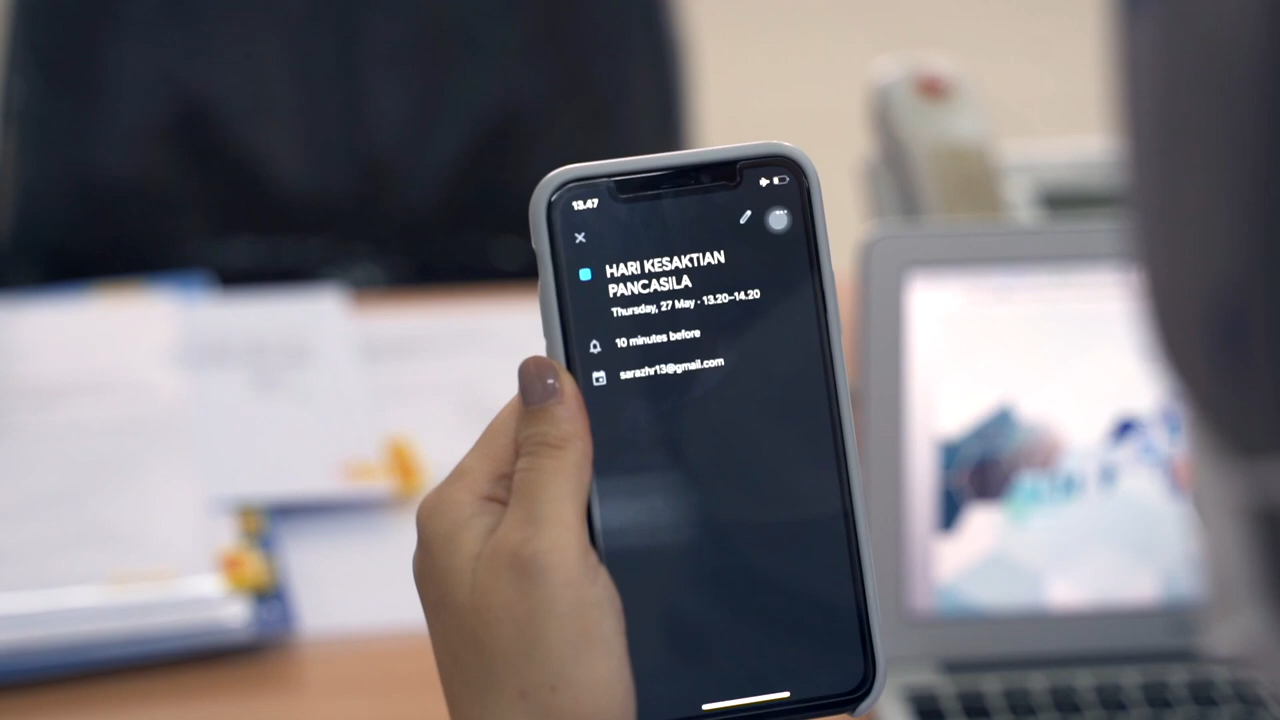 13.47
HARI KESAKTIAN
PANCASILA
Thursday, 27 May · 13.20–14.20
10 minutes before
sarazhr13@gmail.com